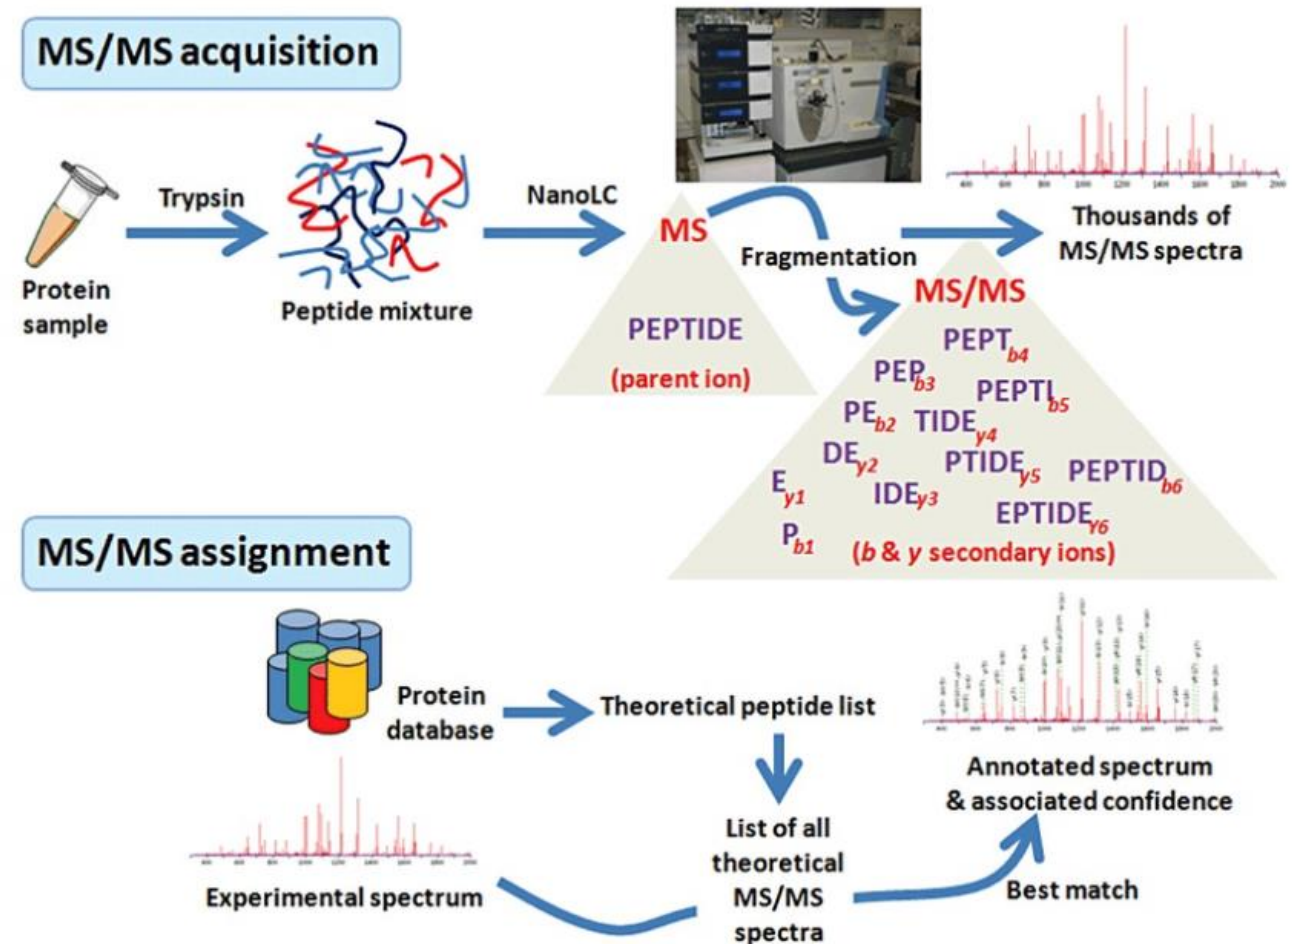 MS/MS acquisition
Protein
sample
Trypsin
Peptide mixture
NanoLC
MS
PEPTIDE
(parent ion)
Fragmentation
Thousands of
MS/MS spectra
MS/MS
PEPTb4
PEPb3
PEPTIb5
PEb2
TIDEy4
DEy2
PTIDEy5
PEPTIDb6
Ey1
IDEy3
EPTIDEY6
Pb1
(b & y secondary ions)
MS/MS assignment
Protein
database
Theoretical peptide list
Experimental spectrum
List of all
theoretical
MS/MS
spectra
Best match
Annotated spectrum
& associated confidence